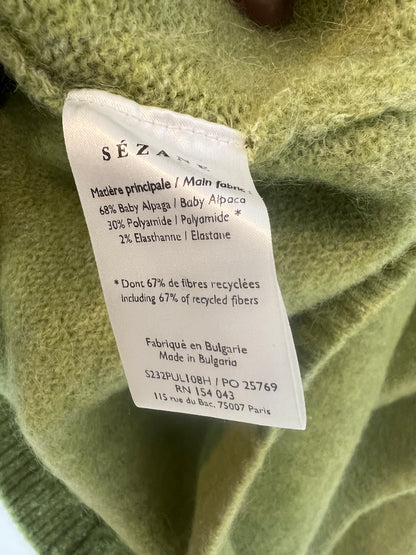 SÉZANE
Matière principale / Main fabric
68% Baby Alpaga / Baby Alpaca
30% Polyamide / Polyamide *
2% Elasthanne / Elastane
* Dont 67% de fibres recyclées
Including 67% of recycled fibers
Fabriqué en Bulgarie
Made in Bulgaria
S232PUL108H / PO 25769
RN 154 043
115 rue du Bac, 75007 Paris